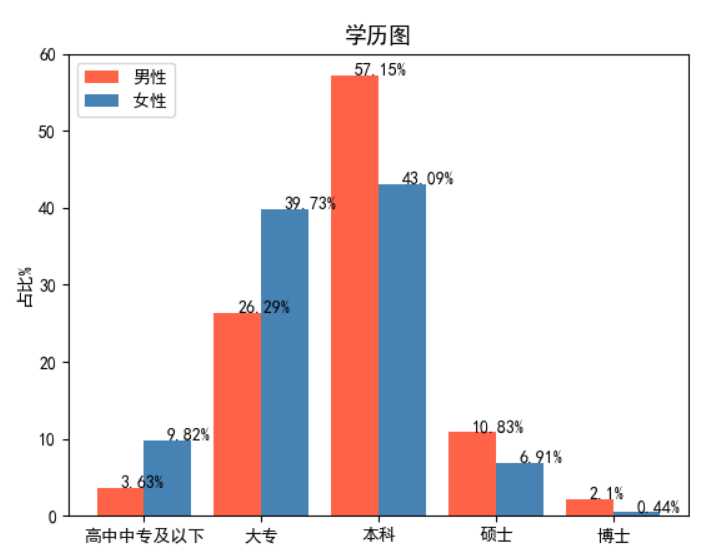 学历图
男性
女性
占比%
60
50
40
30
20
10
0
3.63%
9.82%
26.29%
39.73%
57.15%
43.09%
10.83%
6.91%
2.1%
0.44%
高中中专及以下
大专
本科
硕士
博士